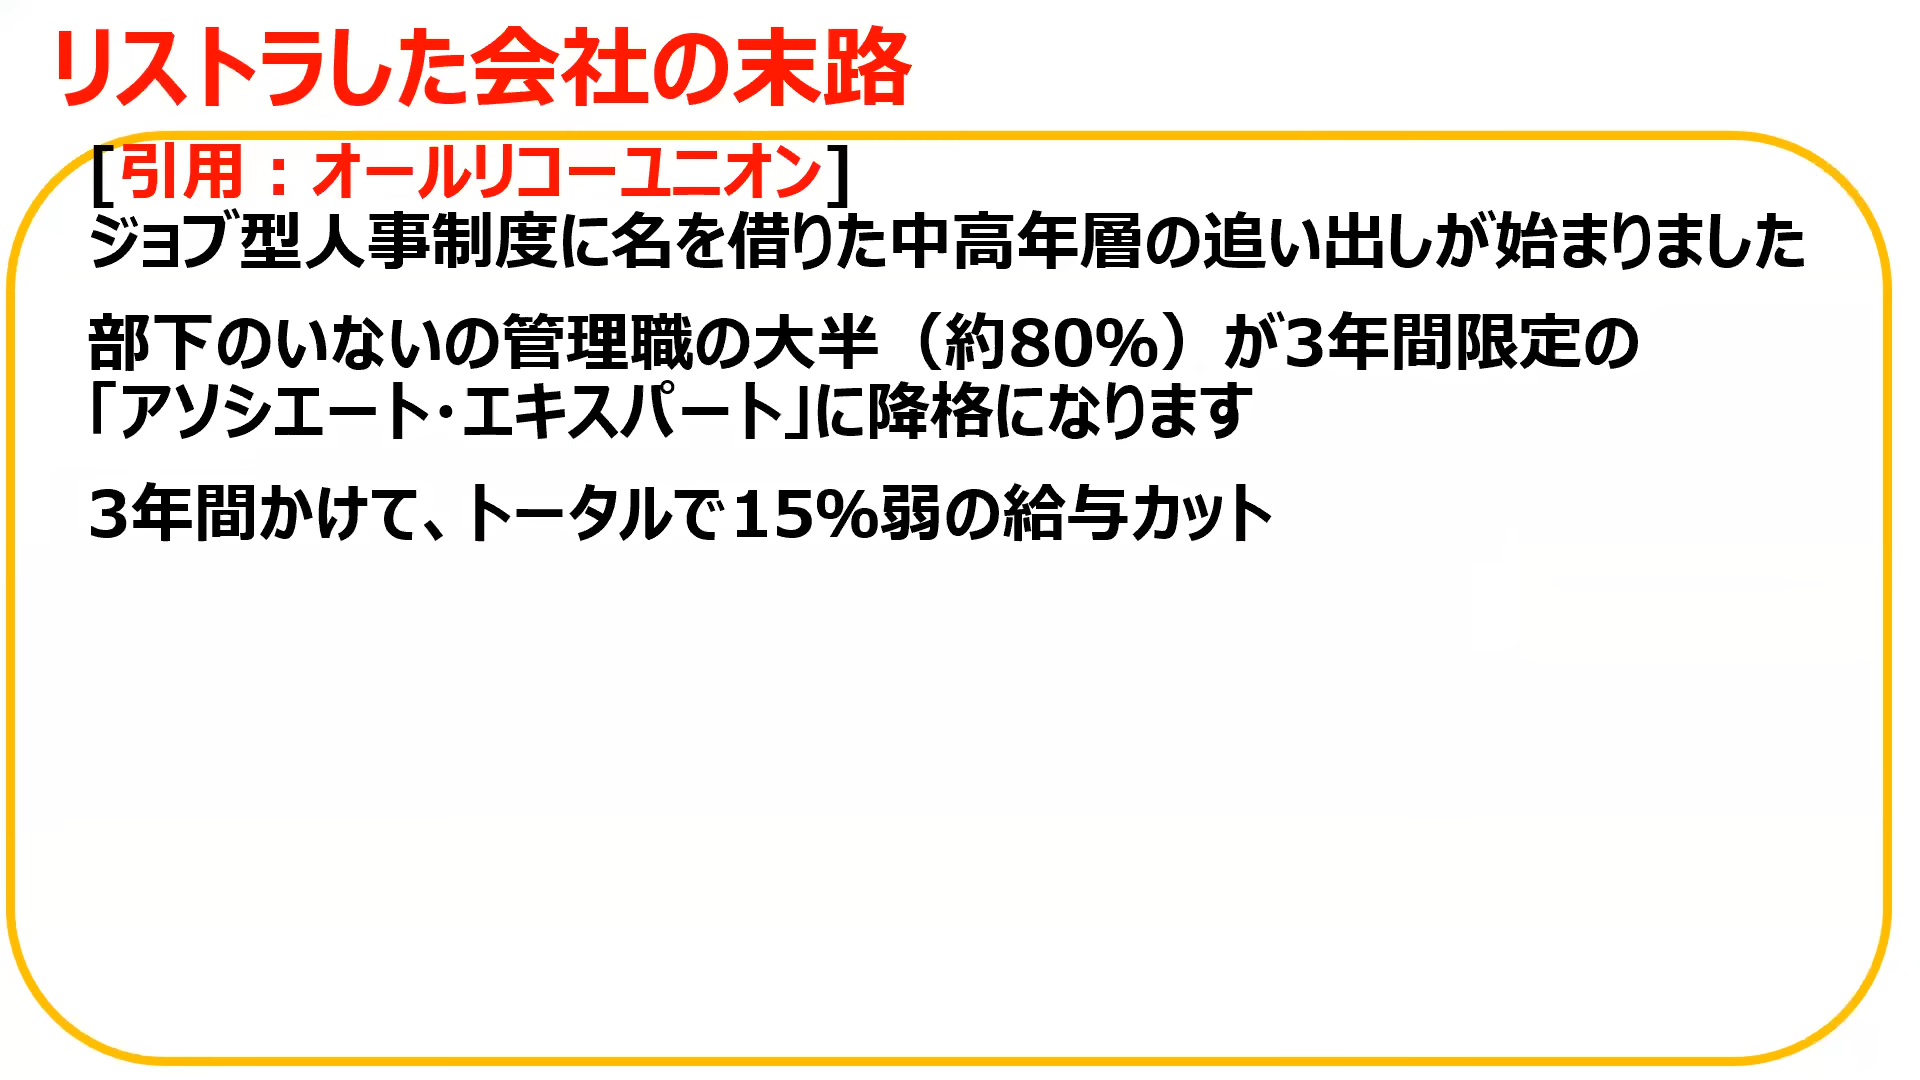 リストラした会社の末路
[引用：オールリコーユニオン]
ジョブ型人事制度に名を借りた中高年層の追い出しが始まりました
部下のいないの管理職の大半（約80%）が3年間限定の
「アソシエート・エキスパート」に降格になります
3年間かけて、トータルで15%弱の給与カット